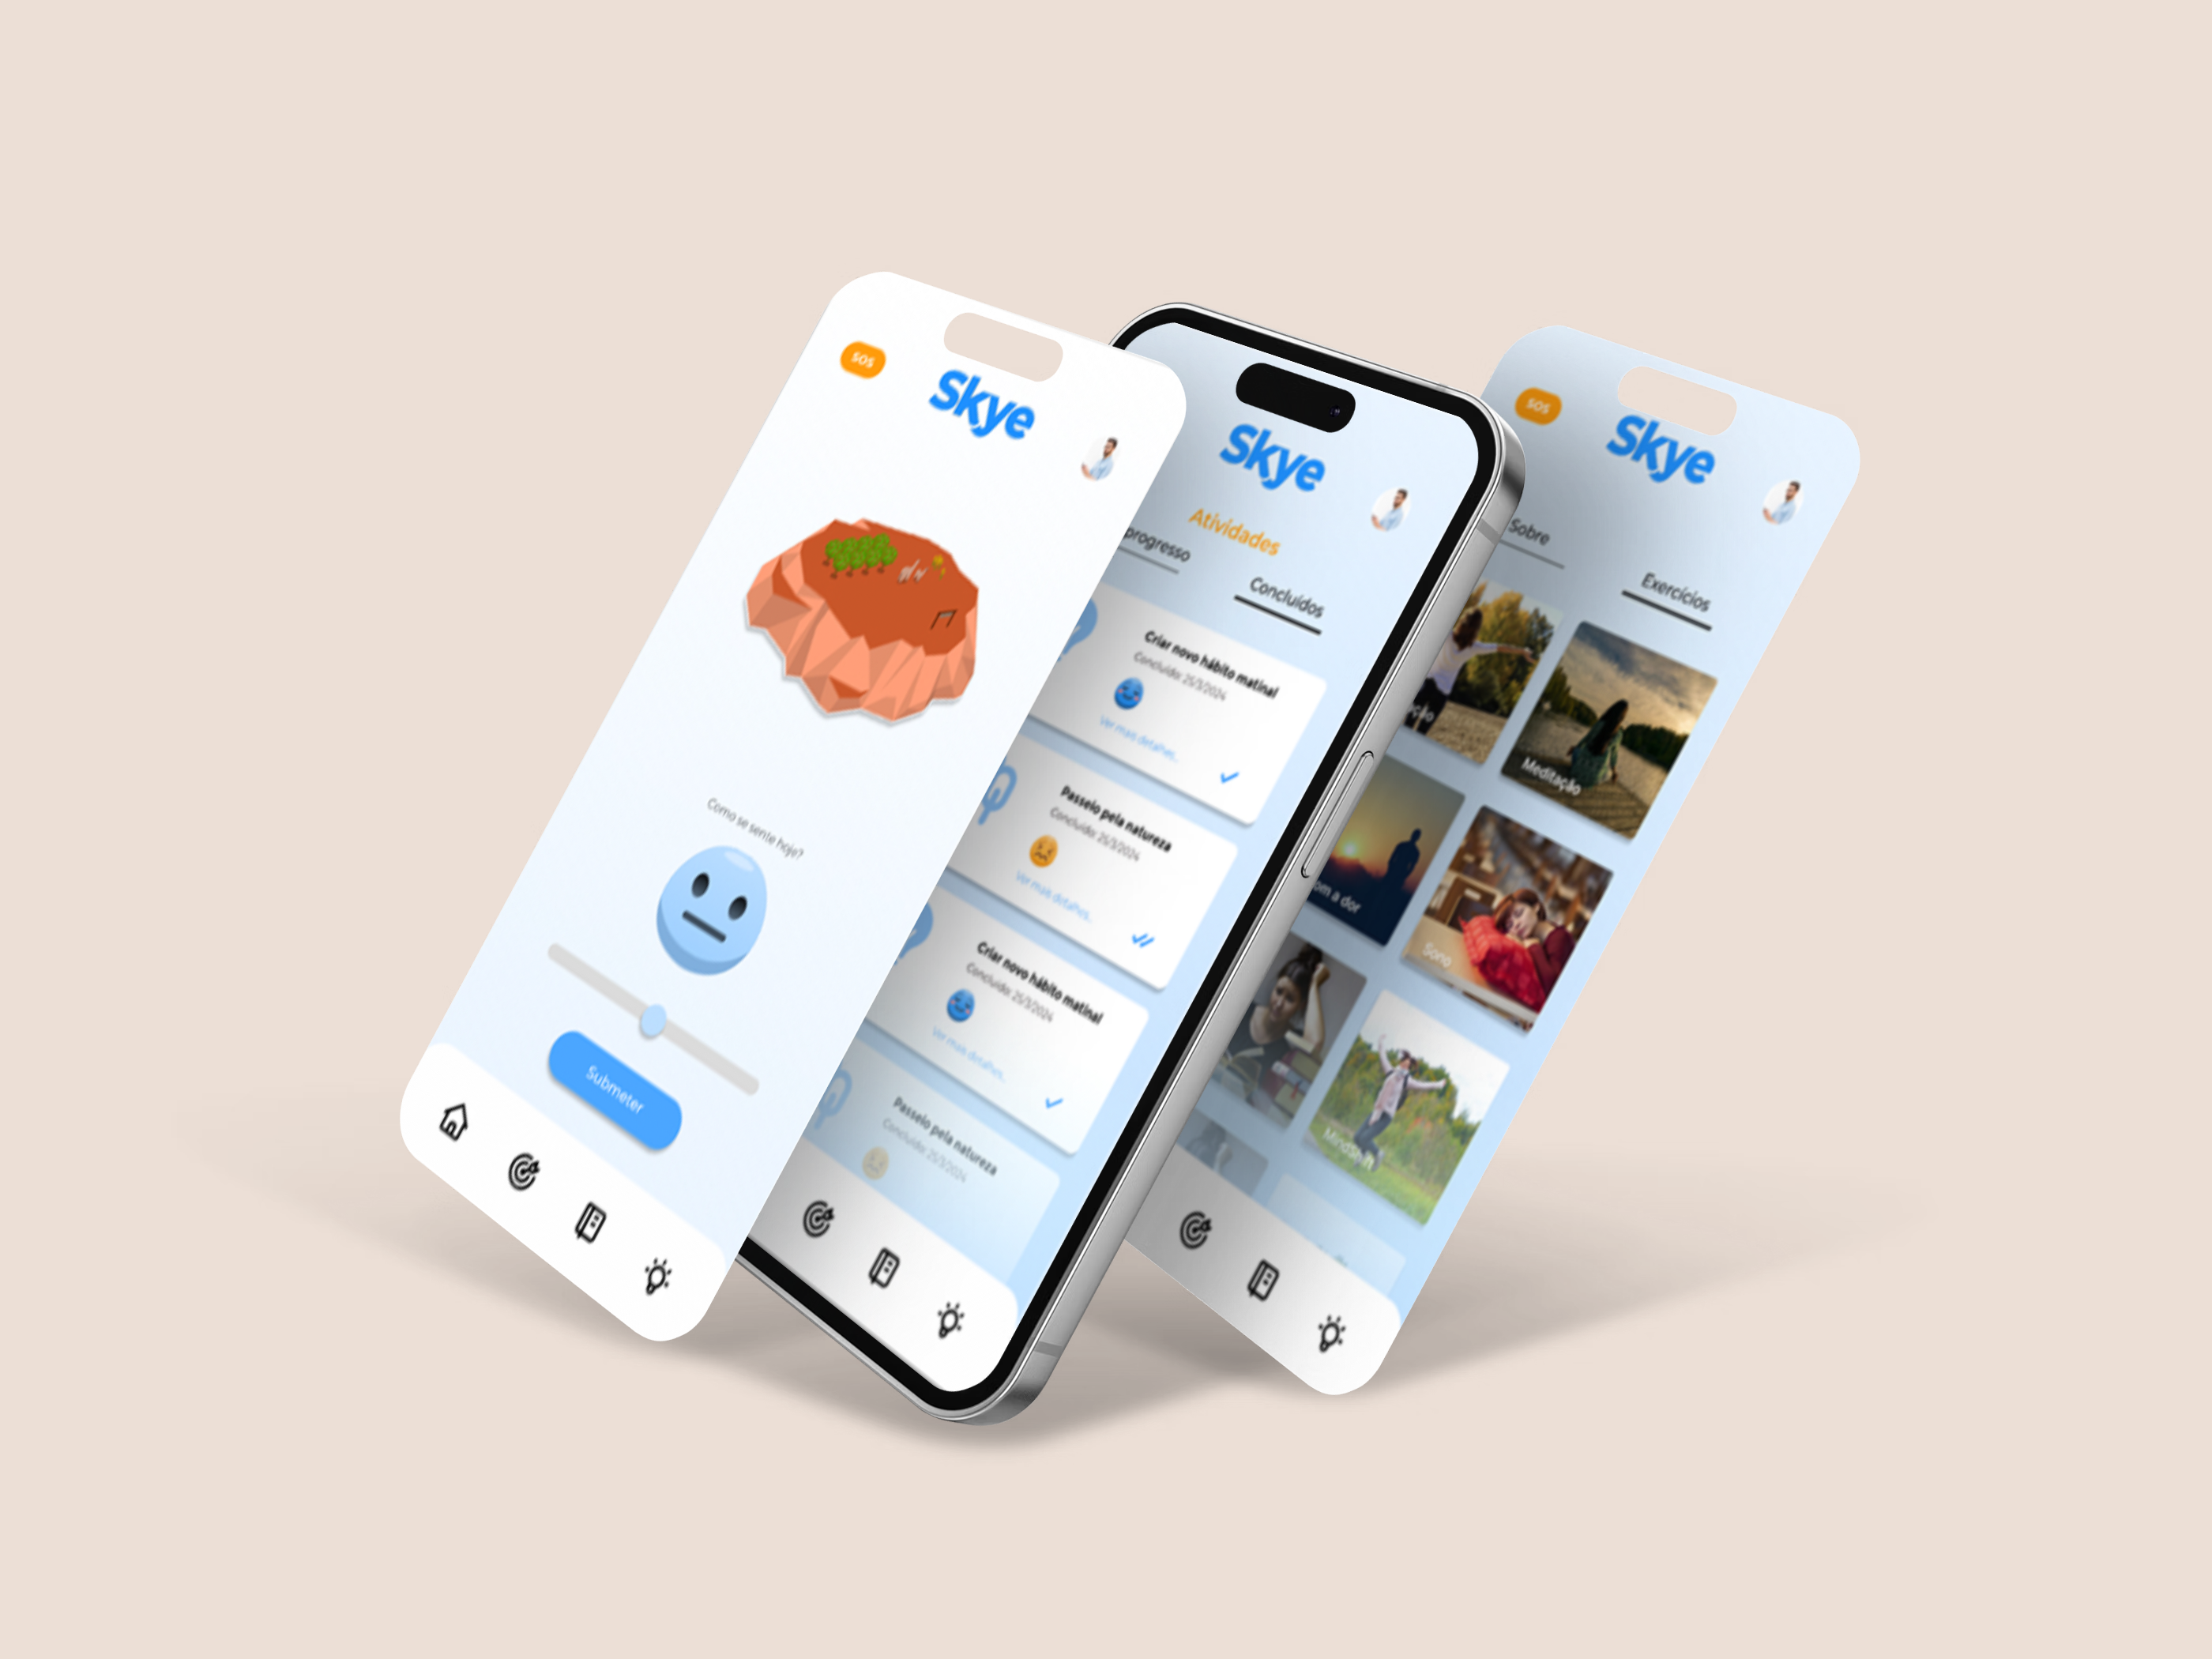 SOS
Skye
Como se sente hoje?
Submeter
Skye
Atividades
progresso
Concluídos
Criar novo hábito matinal
Concluído: 25/3/2024
Ver mais detalhes...
Passeio pela natureza
Concluído: 25/3/2024
Ver mais detalhes...
Criar novo hábito matinal
Concluído: 25/3/2024
Ver mais detalhes...
Passeio pela natureza
Concluído: 25/3/2024
SOS
Skye
Sobre
Exercícios
Meditação
om a dor
Sono
MindShift